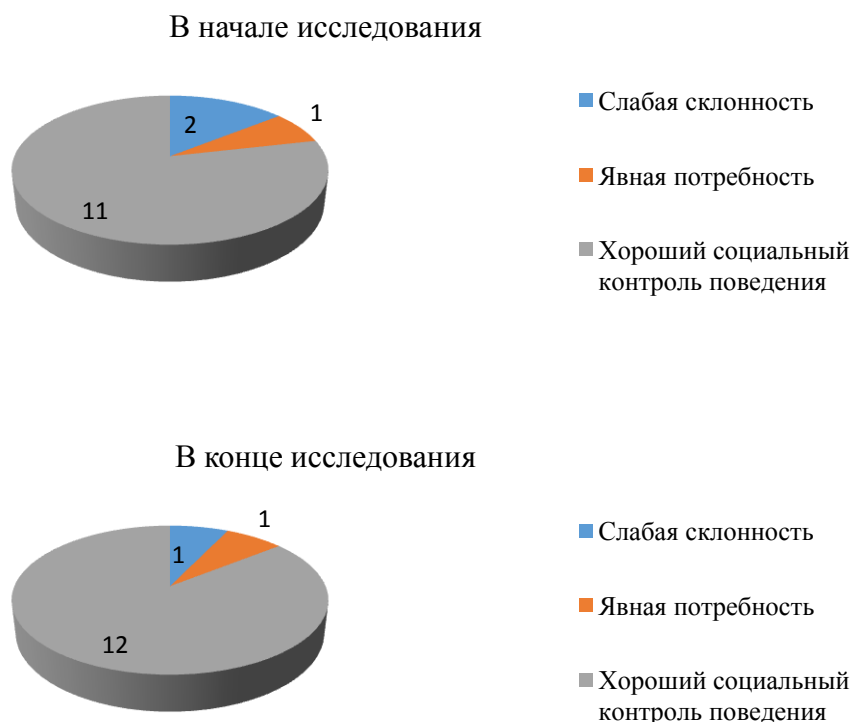 В начале исследования
2
1
11
Слабая склонность
Явная потребность
Хороший социальный
контроль поведения
В конце исследования
1
1
12
Слабая склонность
Явная потребность
Хороший социальный
контроль поведения